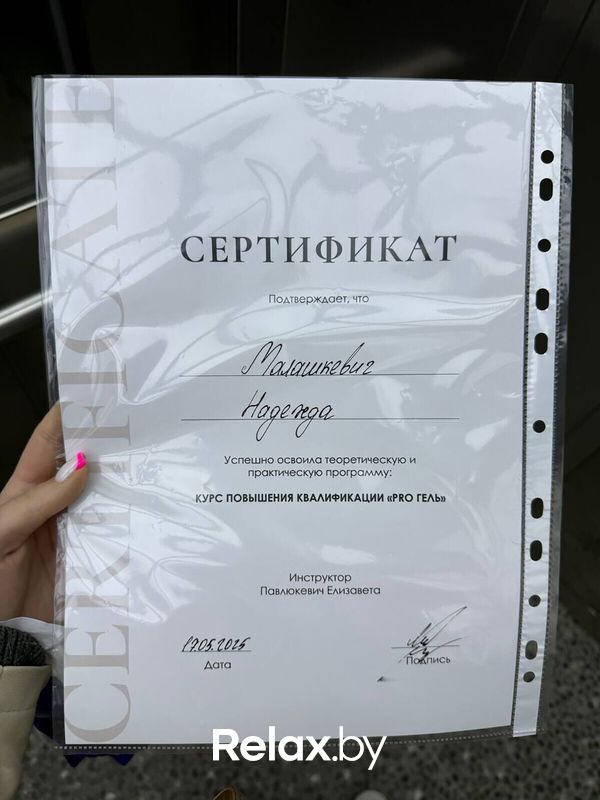 CERTIFICATE
СЕРТИФИКАТ
Подтверждает, что
Малашкевич
Надежда
Успешно освоила теоретическую и
практическую программу:
КУРС ПОВЫШЕНИЯ КВАЛИФИКАЦИИ «PRO ГЕЛЬ»
Инструктор
Павлюкевич Елизавета
17.05.2025
Дата
Подпись
Relax.by